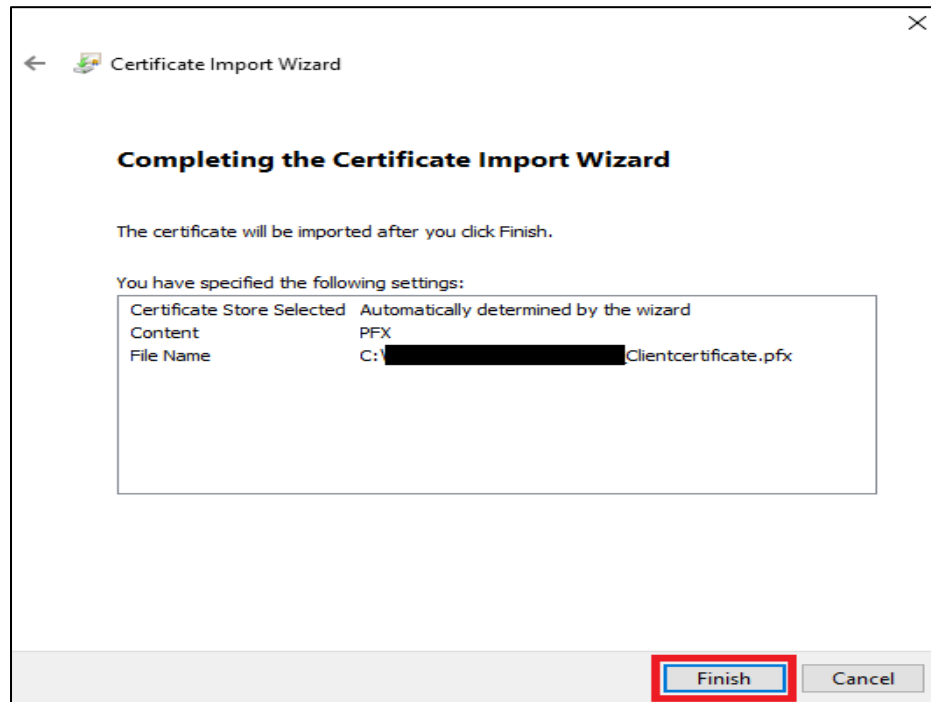 Certificate Import Wizard
Completing the Certificate Import Wizard
The certificate will be imported after you click Finish.
You have specified the following settings:
Certificate Store Selected Automatically determined by the wizard
Content PFX
File Name C:\ Clientcertificate.pfx
Finish Cancel